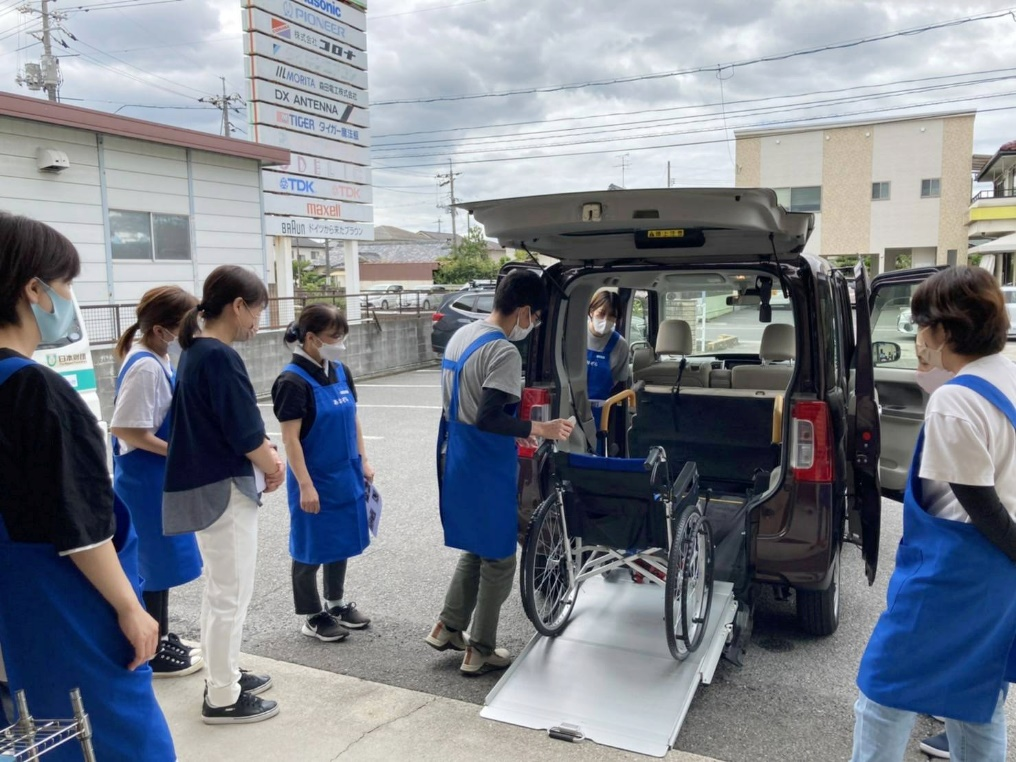 Panasonic
PIONEER
株式会社コロナ
MORITA 森田電工株式会社
DX ANTENNA
TIGER タイガー魔法瓶
TDK TDK
maxell
BRAUN ドイツから来たブラウン